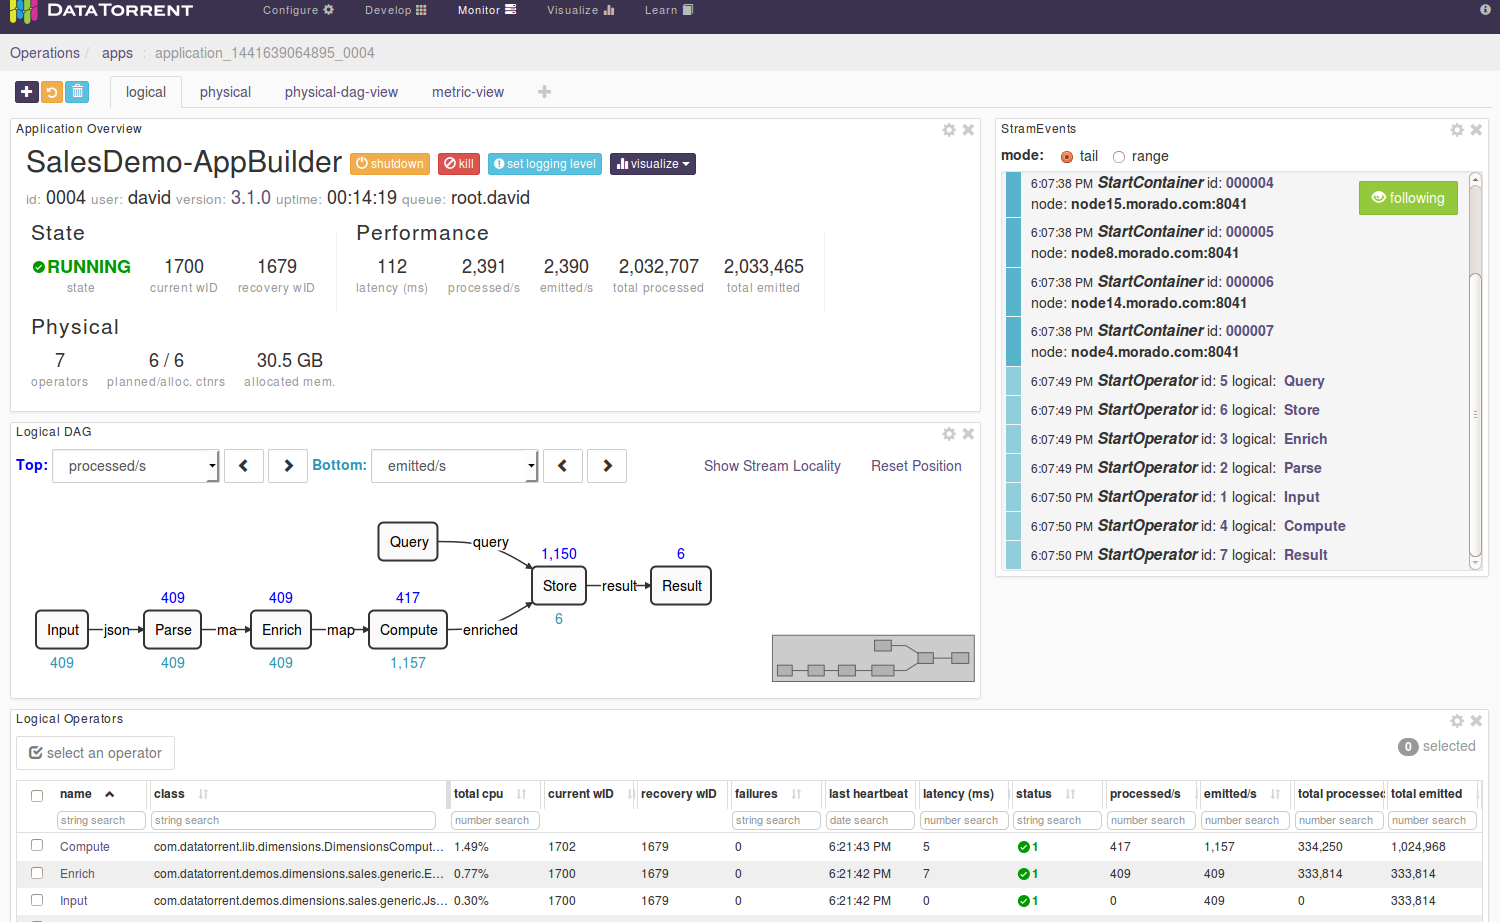 DATATORRENT
Configure Develop Monitor Visualize Learn
Operations / apps : application_1441639064895_0004
logical physical physical-dag-view metric-view
Application Overview
SalesDemo-AppBuilder shutdown kill set logging level visualize
id: 0004 user: david version: 3.1.0 uptime: 00:14:19 queue: root.david
State
RUNNING 1700 1679
state current wID recovery wID
Performance
112 2,391 2,390 2,032,707 2,033,465
latency (ms) processed/s emitted/s total processed total emitted
Physical
7 6 / 6 30.5 GB
operators planned/alloc. ctnrs allocated mem.
StramEvents
mode: tail range
following
6:07:38 PM StartContainer id: 000004
node: node15.morado.com:8041
6:07:38 PM StartContainer id: 000005
node: node8.morado.com:8041
6:07:38 PM StartContainer id: 000006
node: node14.morado.com:8041
6:07:38 PM StartContainer id: 000007
node: node4.morado.com:8041
6:07:49 PM StartOperator id: 5 logical: Query
6:07:49 PM StartOperator id: 6 logical: Store
6:07:49 PM StartOperator id: 3 logical: Enrich
6:07:49 PM StartOperator id: 2 logical: Parse
6:07:50 PM StartOperator id: 1 logical: Input
6:07:50 PM StartOperator id: 4 logical: Compute
6:07:50 PM StartOperator id: 7 logical: Result
Logical DAG
Top: processed/s Bottom: emitted/s Show Stream Locality Reset Position
Query query
1,150 6
Store result Result
6
409 409 417
Input json Parse ma Enrich map Compute enriched
409 409 409 1,157
Logical Operators
select an operator 0 selected
name class total cpu current wID recovery wID failures last heartbeat latency (ms) status processed/s emitted/s total processed total emitted
string search string search number search string search date search number search string search number search number search number search number search
Compute com.datatorrent.lib.dimensions.DimensionsComput... 1.49% 1702 1679 0 6:21:43 PM 5 1 417 1,157 334,250 1,024,968
Enrich com.datatorrent.demos.dimensions.sales.generic.E... 0.77% 1700 1679 0 6:21:42 PM 7 1 409 409 333,814 333,814
Input com.datatorrent.demos.dimensions.sales.generic.Js... 0.30% 1700 1679 0 6:21:42 PM 0 1 0 409 0 333,814